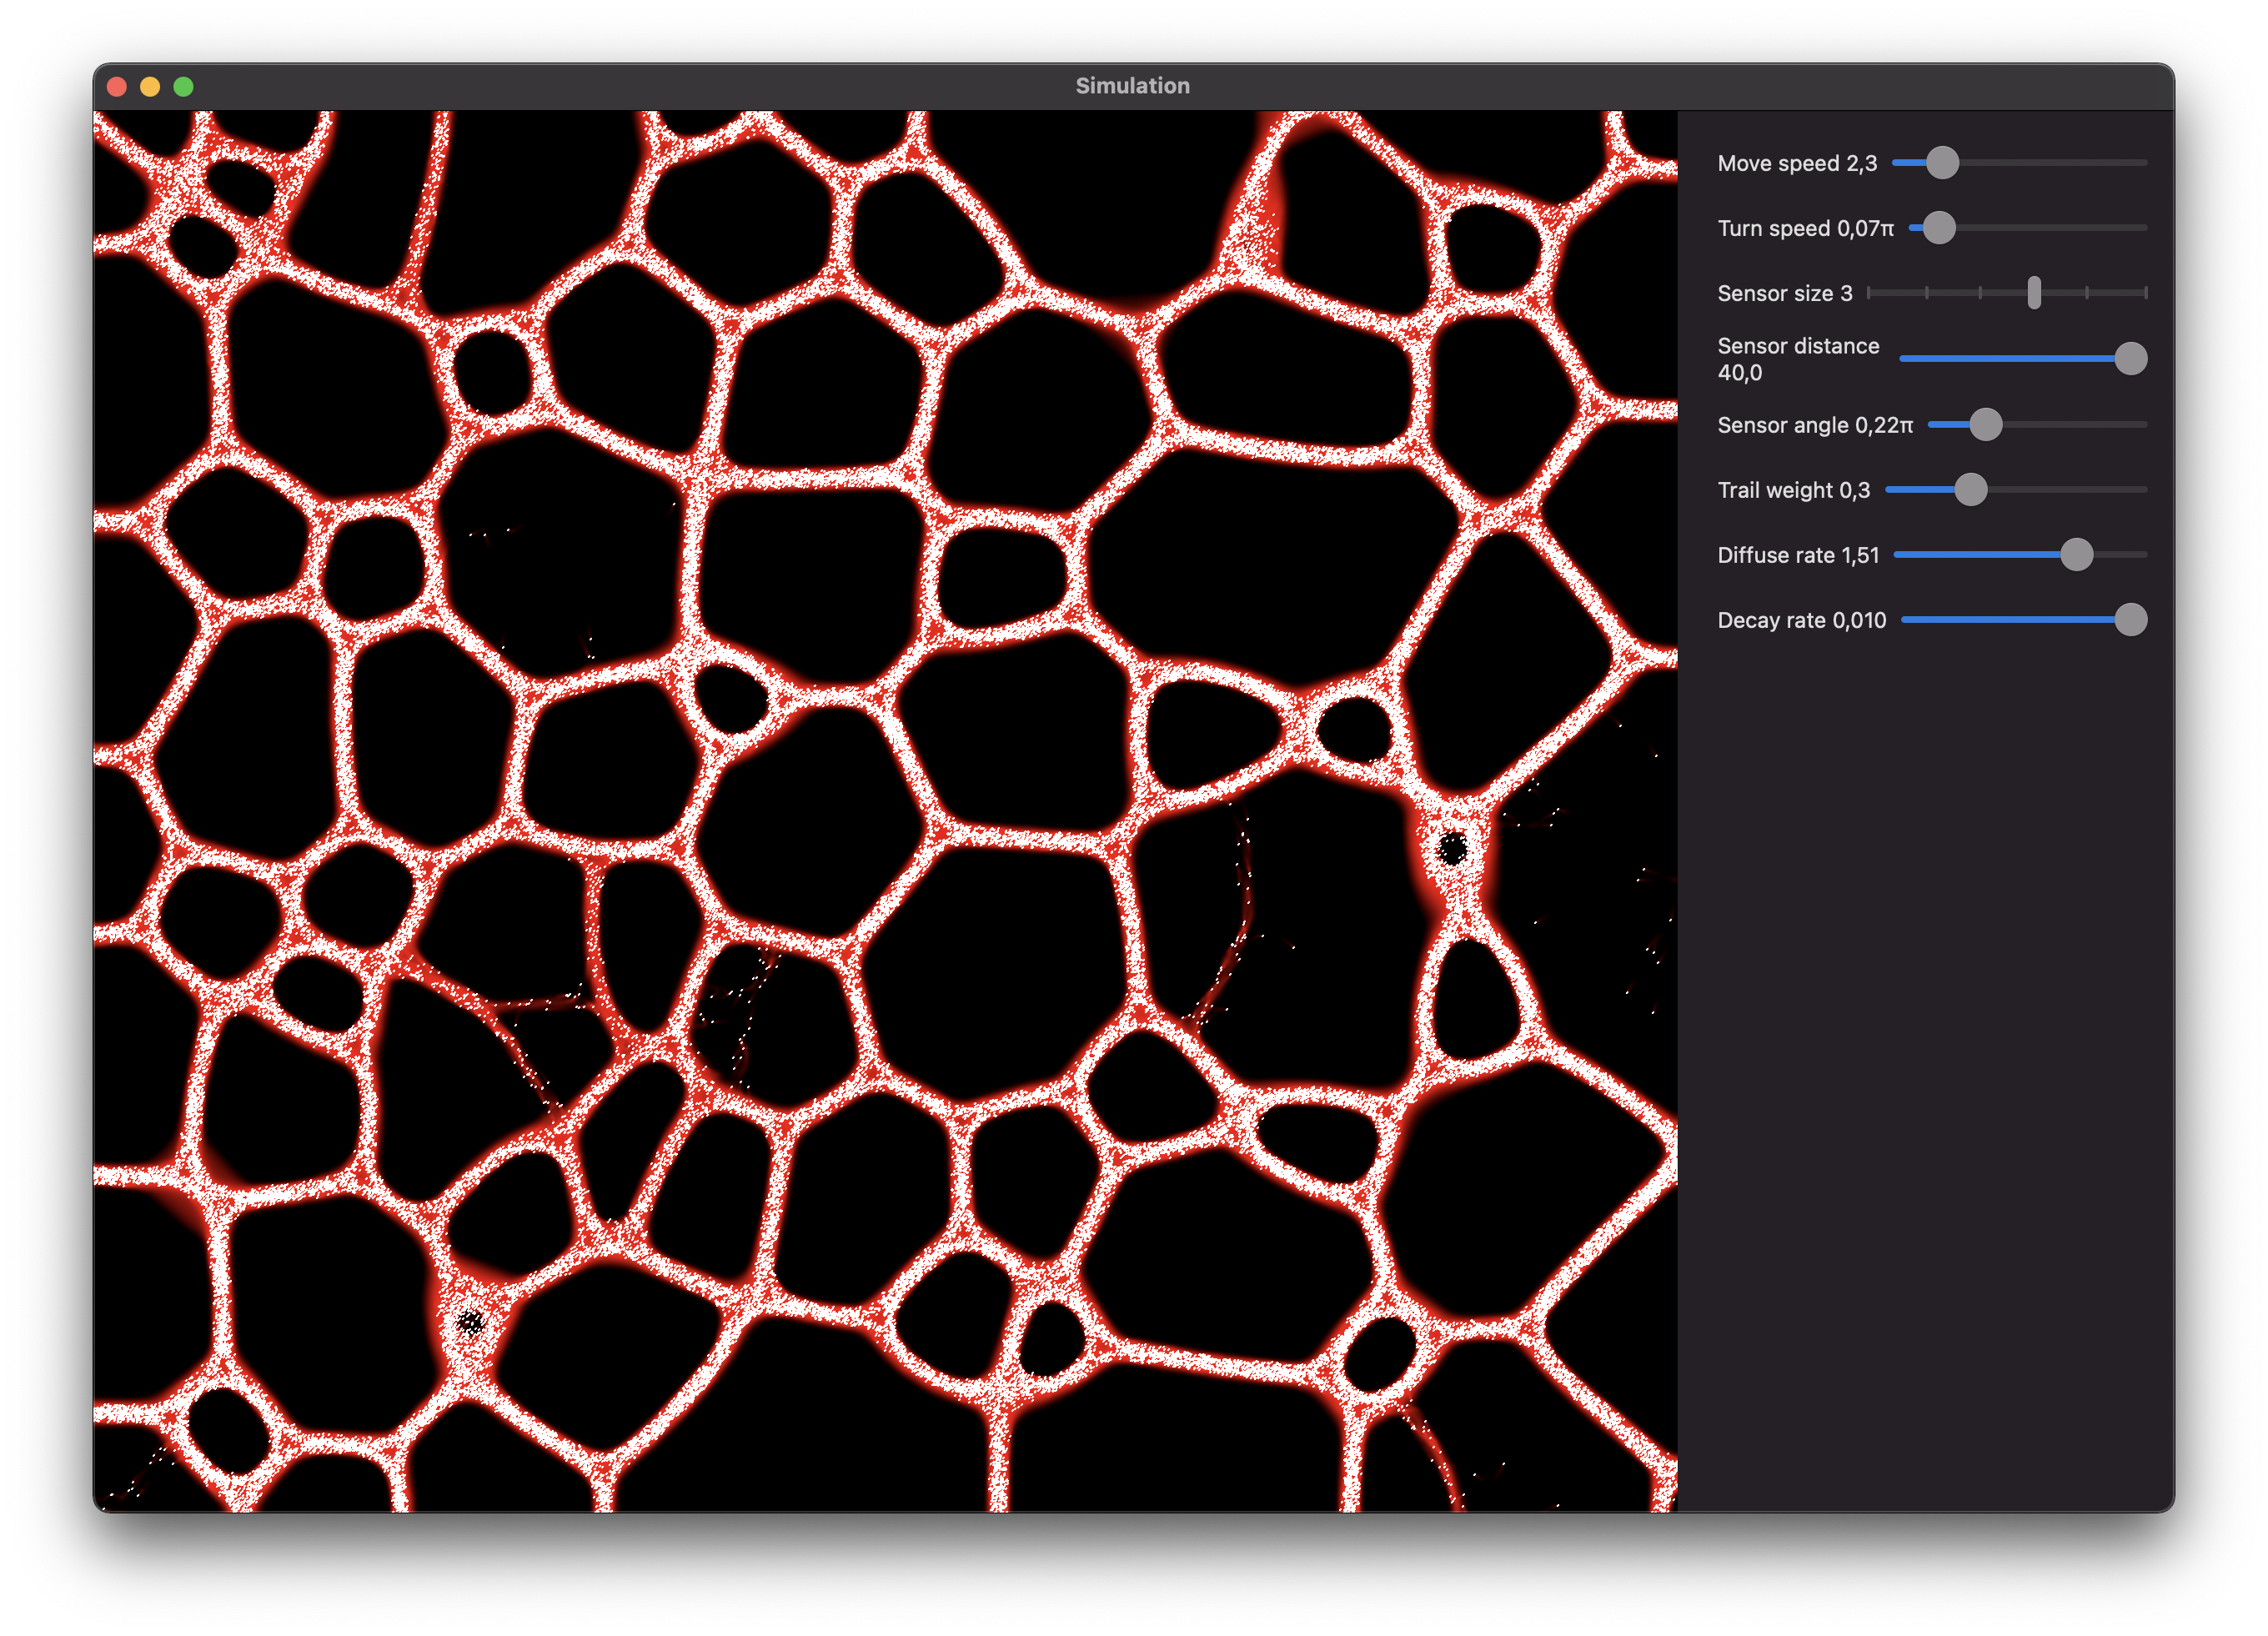 Simulation
Move speed 2,3
Turn speed 0,07π
Sensor size 3
Sensor distance
40,0
Sensor angle 0,22π
Trail weight 0,3
Diffuse rate 1,51
Decay rate 0,010